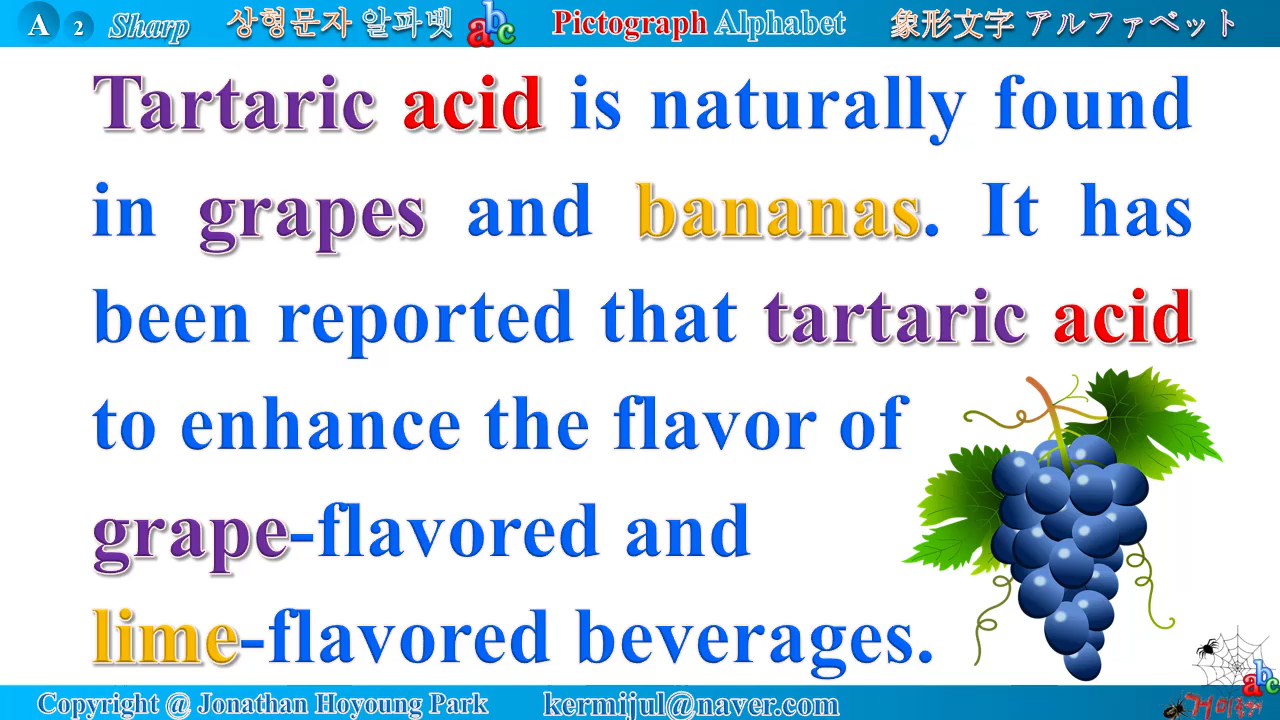 A 2 Sharp 상형문자 알파벳 abc Pictograph Alphabet 象形文字 アルファベット
Tartaric acid is naturally found
in grapes and bananas. It has
been reported that tartaric acid
to enhance the flavor of
grape-flavored and
lime-flavored beverages.
abc
Copyright @ Jonathan Hoyoung Park kermijul@naver.com